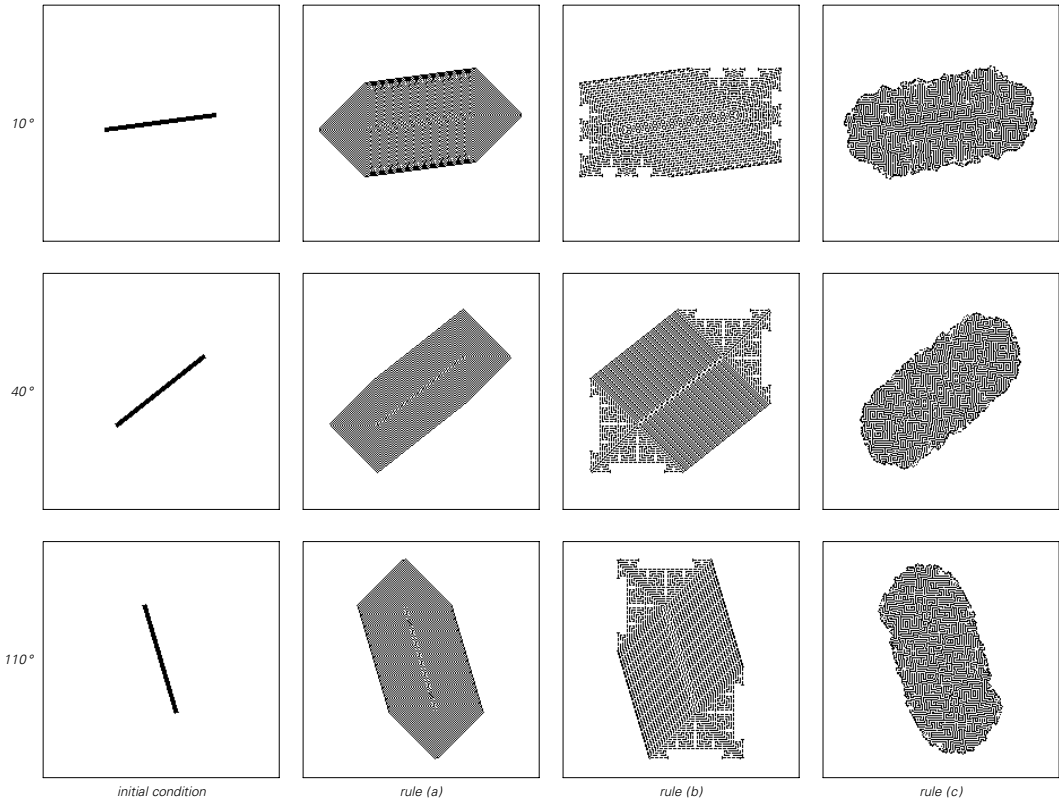 10°
40°
110°
initial condition
rule (a)
rule (b)
rule (c)